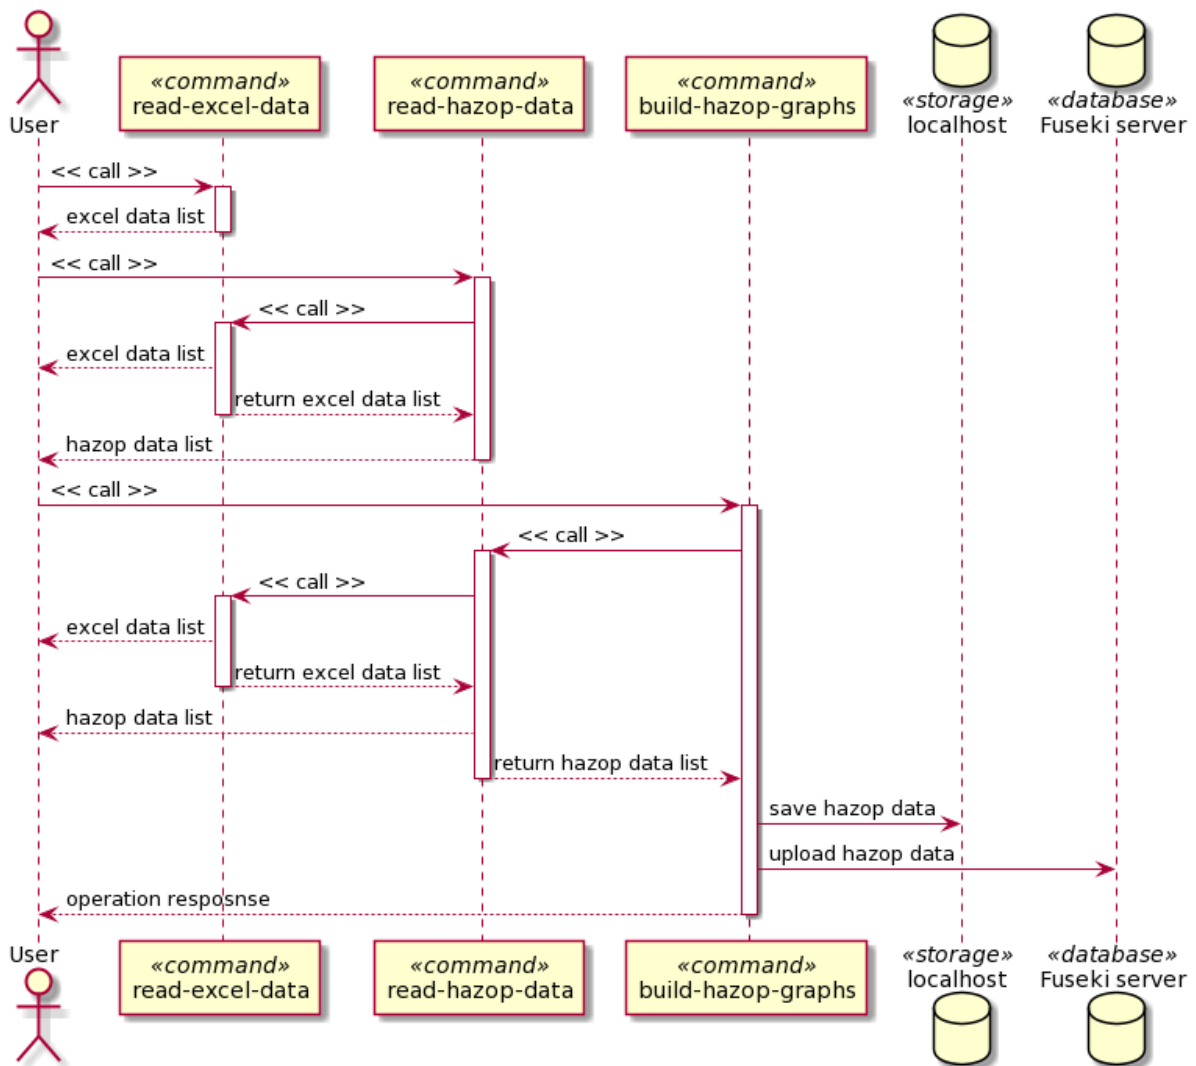 User
«command»
read-excel-data
«command»
read-hazop-data
«command»
build-hazop-graphs
«storage»
localhost
«database»
Fuseki server
<< call >>
excel data list
<< call >>
<< call >>
excel data list
return excel data list
hazop data list
<< call >>
<< call >>
<< call >>
excel data list
return excel data list
hazop data list
return hazop data list
save hazop data
upload hazop data
operation resposnse
User
«command»
read-excel-data
«command»
read-hazop-data
«command»
build-hazop-graphs
«storage»
localhost
«database»
Fuseki server